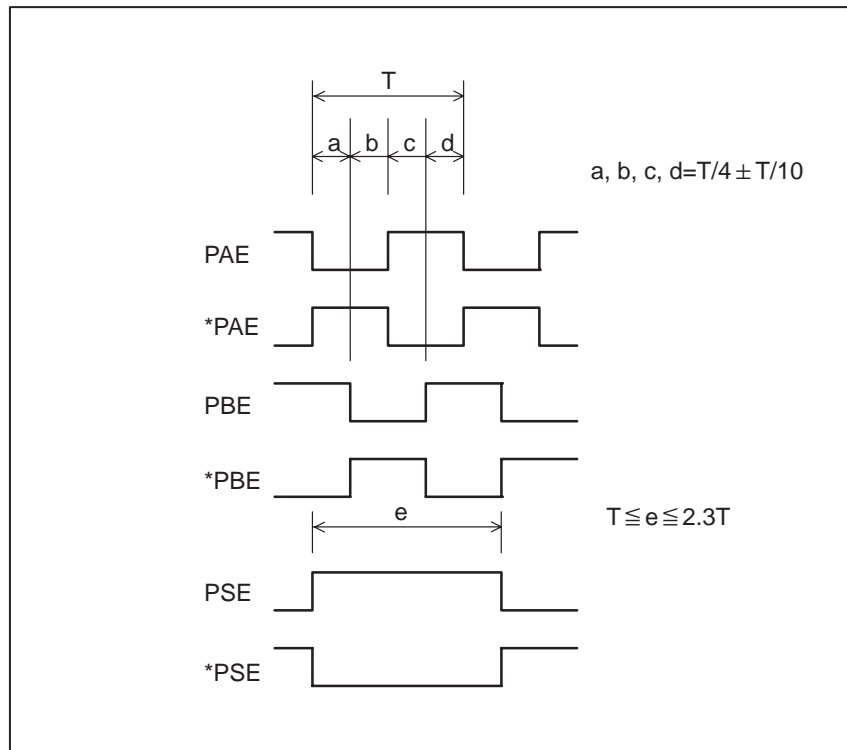 T
a b c d
a, b, c, d=T/4±T/10
PAE
*PAE
PBE
*PBE
e
T≦e≦2.3T
PSE
*PSE